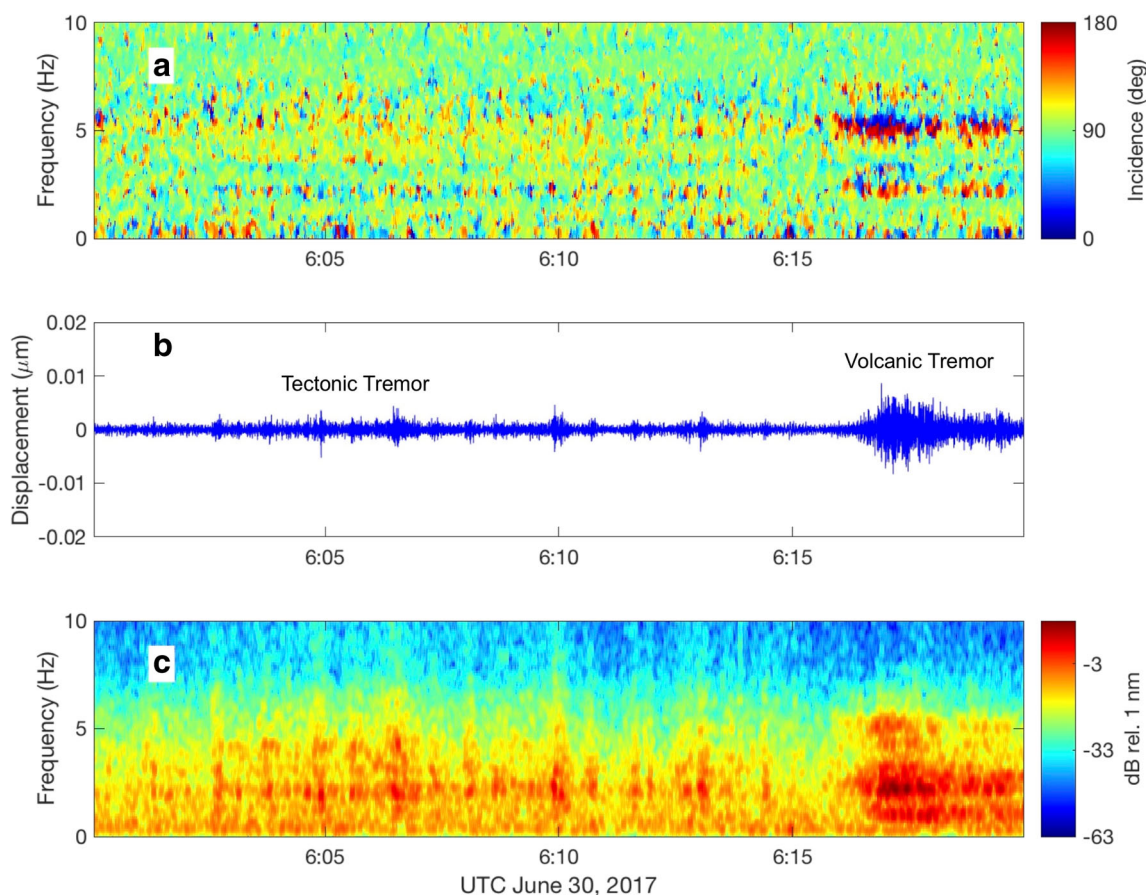 a
Frequency (Hz)
10
5
0
6:05
6:10
6:15
180
90
0
Incidence (deg)
b
Displacement (μm)
0.02
0.01
0
-0.01
-0.02
Tectonic Tremor
Volcanic Tremor
6:05
6:10
6:15
c
Frequency (Hz)
10
5
0
6:05
6:10
6:15
-3
-33
-63
dB rel. 1 nm
UTC June 30, 2017